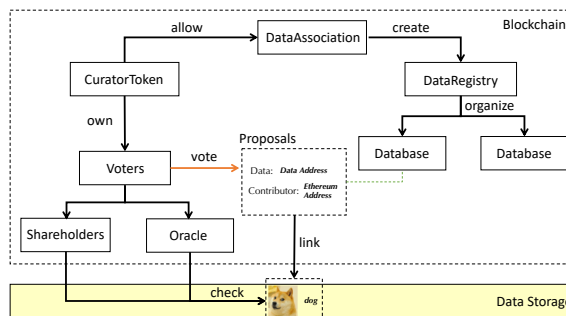 Blockchain
allow
DataAssociation
create
CuratorToken
DataRegistry
own
organize
Proposals
Voters
vote
Data: Data Address
Contributor: Ethereum
Address
Database
Database
Shareholders
Oracle
link
check
dog
Data Storage